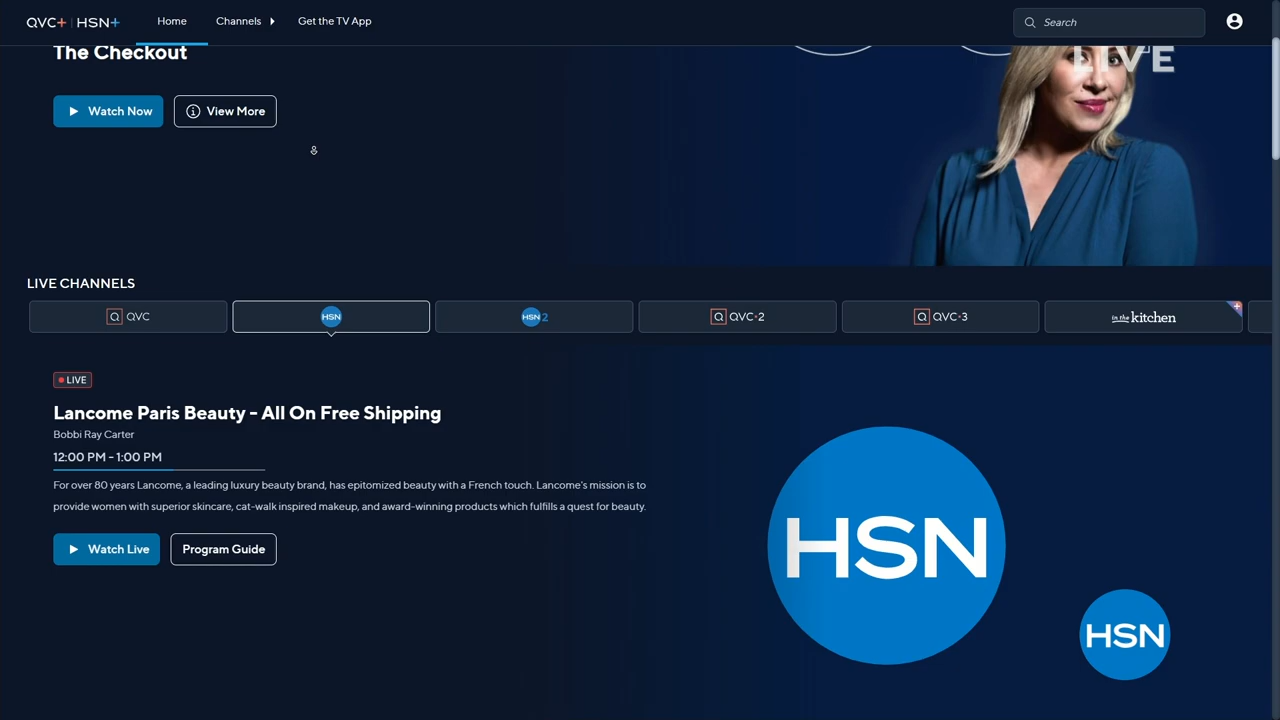 QVC+ | HSN+
Home
Channels
Get the TV App
Search
The Checkout
LIVE
Watch Now
View More
LIVE CHANNELS
Q QVC
HSN
HSN 2
Q QVC•2
Q QVC•3
in the kitchen
+
LIVE
Lancome Paris Beauty - All On Free Shipping
Bobbi Ray Carter
12:00 PM - 1:00 PM
For over 80 years Lancome, a leading luxury beauty brand, has epitomized beauty with a French touch. Lancome's mission is to
provide women with superior skincare, cat-walk inspired makeup, and award-winning products which fulfills a quest for beauty.
Watch Live
Program Guide
HSN
HSN